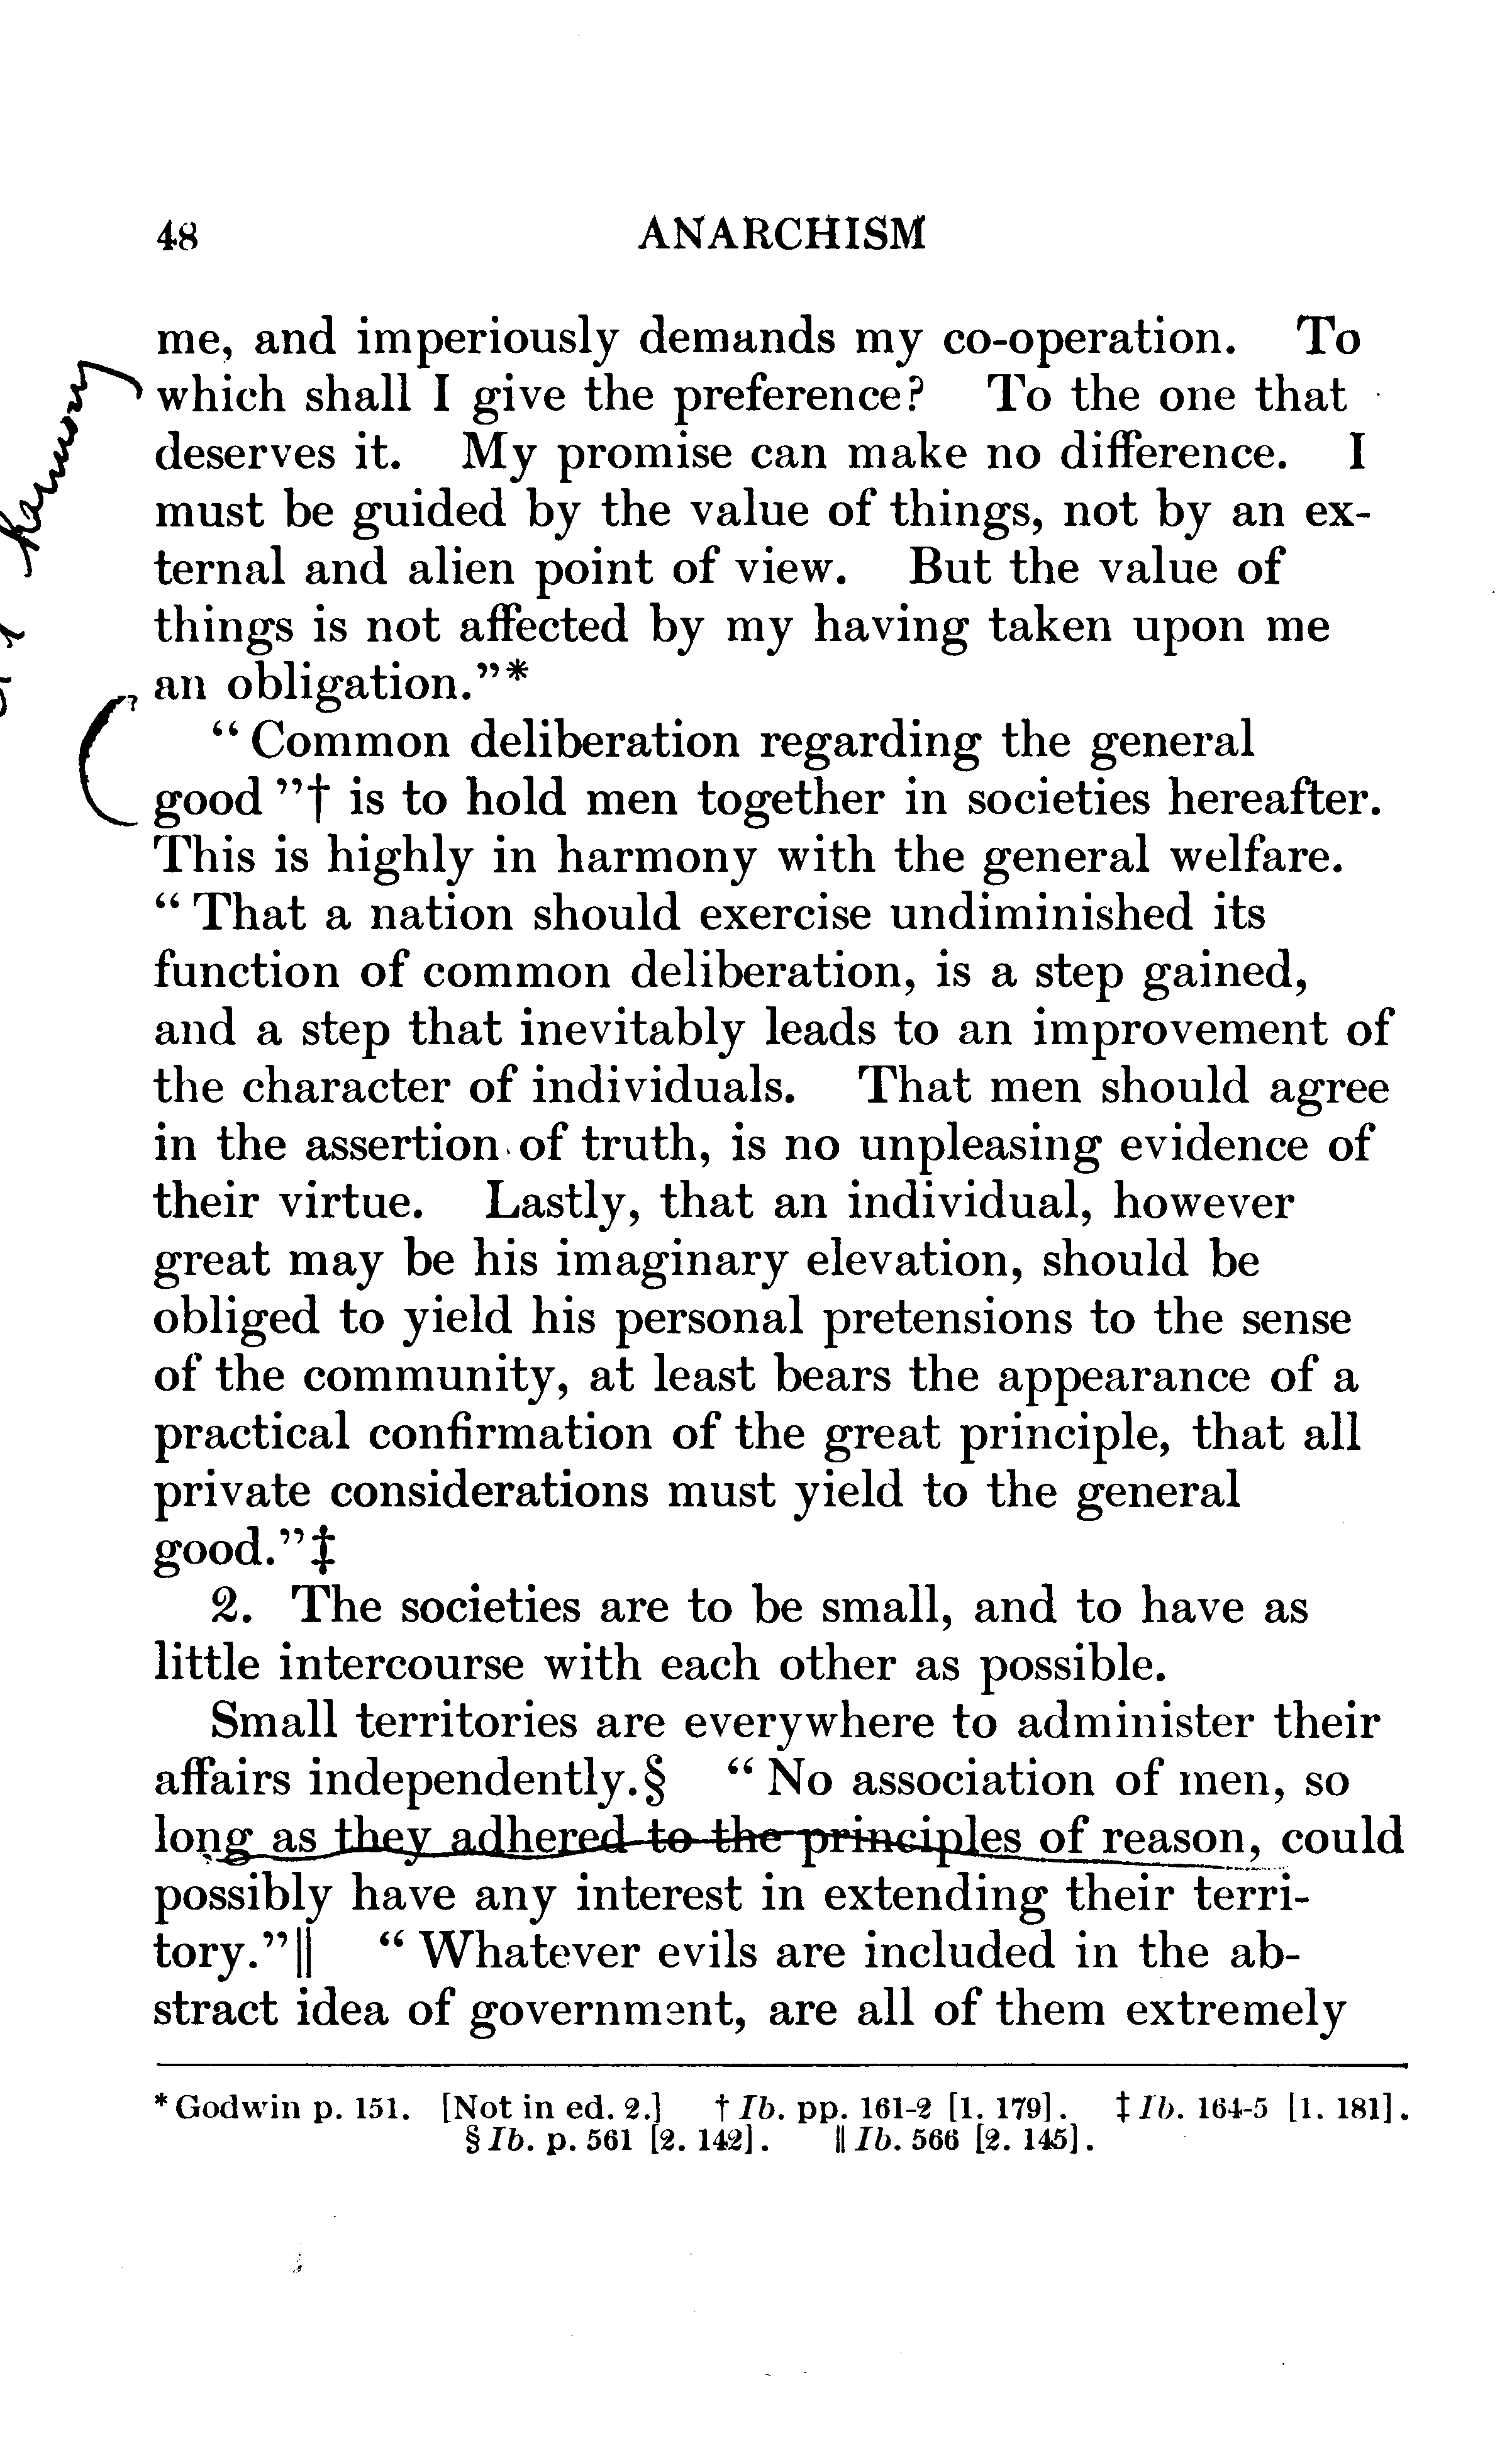 48 ANARCHISM
me, and imperiously demands my co-operation. To
which shall I give the preference? To the one that
deserves it. My promise can make no difference. I
must be guided by the value of things, not by an ex-
ternal and alien point of view. But the value of
things is not affected by my having taken upon me
an obligation."*
" Common deliberation regarding the general
good "† is to hold men together in societies hereafter.
This is highly in harmony with the general welfare.
" That a nation should exercise undiminished its
function of common deliberation, is a step gained,
and a step that inevitably leads to an improvement of
the character of individuals. That men should agree
in the assertion of truth, is no unpleasing evidence of
their virtue. Lastly, that an individual, however
great may be his imaginary elevation, should be
obliged to yield his personal pretensions to the sense
of the community, at least bears the appearance of a
practical confirmation of the great principle, that all
private considerations must yield to the general
good."‡
2. The societies are to be small, and to have as
little intercourse with each other as possible.
Small territories are everywhere to administer their
affairs independently.§ " No association of men, so
long as they adhered to the principles of reason, could
possibly have any interest in extending their terri-
tory."‖ " Whatever evils are included in the ab-
stract idea of government, are all of them extremely
* Godwin p. 151. [Not in ed. 2.] † Ib. pp. 161-2 [1. 179]. ‡ Ib. 164-5 [1. 181].
§ Ib. p. 561 [2. 142]. ‖ Ib. 566 [2. 145].
harmony